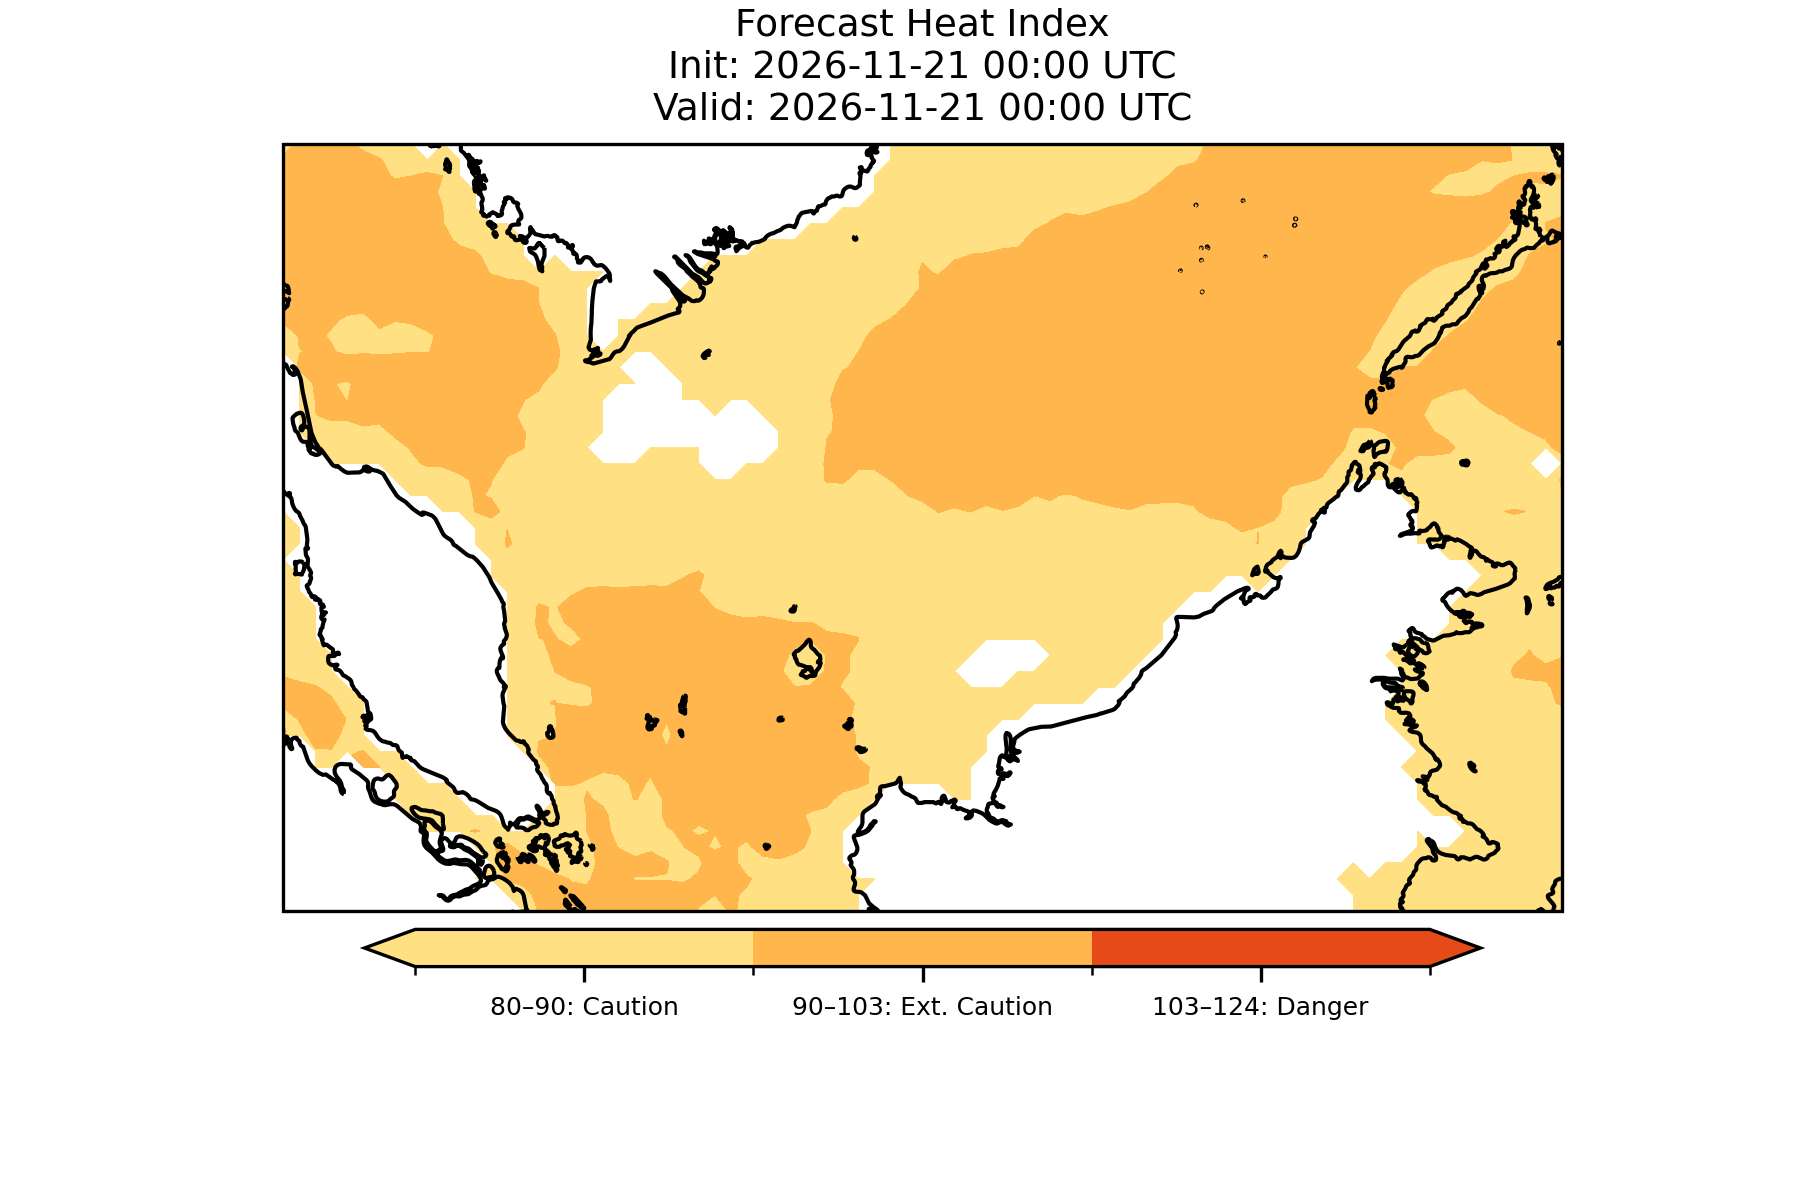 Forecast Heat Index
Init: 2026-11-21 00:00 UTC
Valid: 2026-11-21 00:00 UTC
80–90: Caution
90–103: Ext. Caution
103–124: Danger